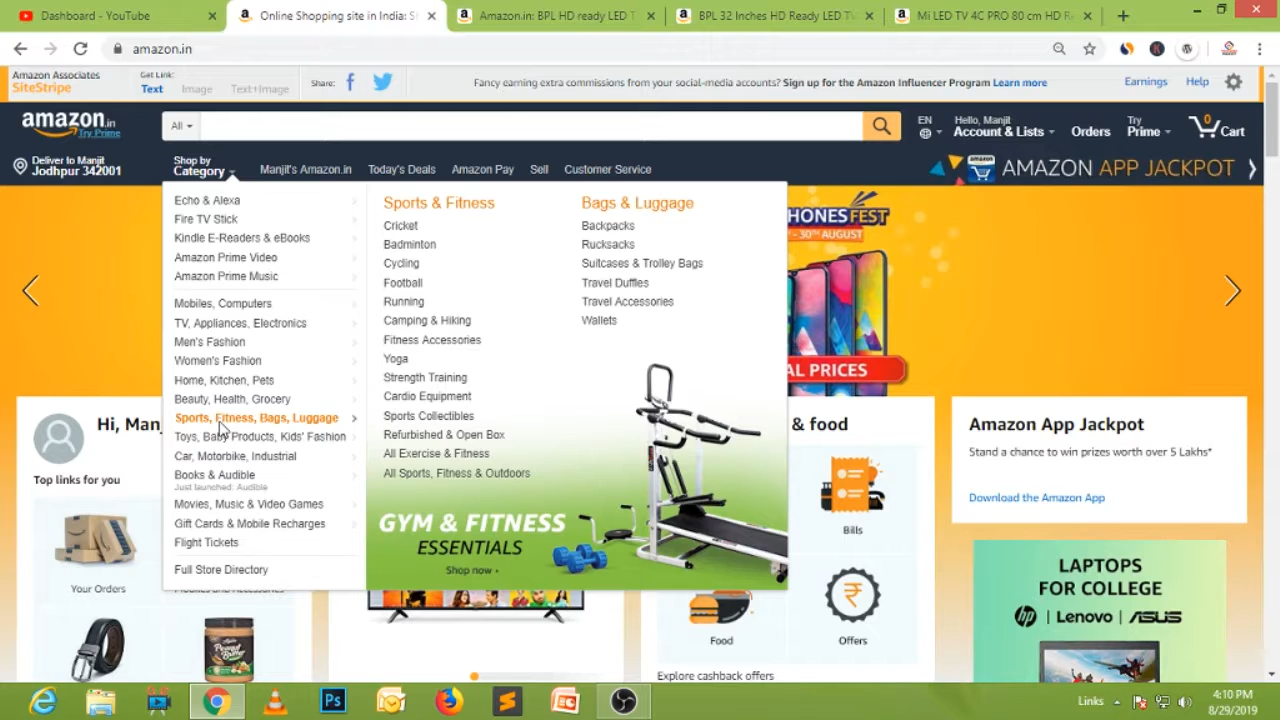 Dashboard - YouTube
Online Shopping site in India: S
Amazon.in: BPL HD ready LED T
BPL 32 Inches HD Ready LED TV
Mi LED TV 4C PRO 80 cm HD R
amazon.in
Amazon Associates
SiteStripe
Get Link:
Text Image Text+Image
Share:
Fancy earning extra commissions from your social-media accounts? Sign up for the Amazon Influencer Program Learn more
Earnings Help
amazon.in
Try Prime
All
EN
Hello, Manjit
Account & Lists
Orders
Try
Prime
0
Cart
Deliver to Manjit
Jodhpur 342001
Shop by
Category
Manjit's Amazon.in Today's Deals Amazon Pay Sell Customer Service
amazon
AMAZON APP JACKPOT
Echo & Alexa
Fire TV Stick
Kindle E-Readers & eBooks
Amazon Prime Video
Amazon Prime Music
Mobiles, Computers
TV, Appliances, Electronics
Men's Fashion
Women's Fashion
Home, Kitchen, Pets
Beauty, Health, Grocery
Sports, Fitness, Bags, Luggage
Toys, Baby Products, Kids' Fashion
Car, Motorbike, Industrial
Books & Audible
Just launched: Audible
Movies, Music & Video Games
Gift Cards & Mobile Recharges
Flight Tickets
Full Store Directory
Sports & Fitness
Cricket
Badminton
Cycling
Football
Running
Camping & Hiking
Fitness Accessories
Yoga
Strength Training
Cardio Equipment
Sports Collectibles
Refurbished & Open Box
All Exercise & Fitness
All Sports, Fitness & Outdoors
Bags & Luggage
Backpacks
Rucksacks
Suitcases & Trolley Bags
Travel Duffles
Travel Accessories
Wallets
GYM & FITNESS
ESSENTIALS
Shop now
HONESFEST
- 30TH AUGUST
AL PRICES
Hi, Man
Top links for you
Your Orders
& food
Bills
Food
Offers
Explore cashback offers
Amazon App Jackpot
Stand a chance to win prizes worth over 5 Lakhs*
Download the Amazon App
LAPTOPS
FOR COLLEGE
hp | Lenovo | ASUS
Links
4:10 PM
8/29/2019